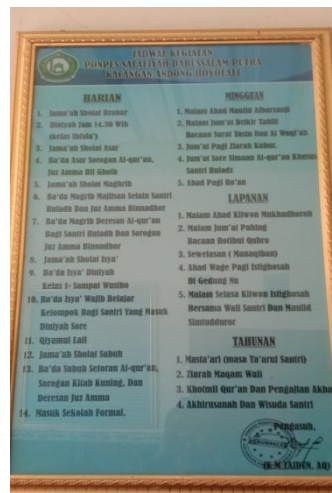 JADWAL KEGIATAN
PONPES SALAFIYAH DARUSSALAM PUTRA
KACANGAN ANDONG BOYOLALI
HARIAN
1. Jama'ah Sholat Dzuhur
2. Diniyah Jam 14.30 Wib
(kelas
3. Jama'ah Sholat Asar
4. Ba'da Asar Sorogan Al-qur'an,
Juz Amma Bil Ghoib
5. Jama'ah Sholat Maghrib
6. Ba'da Magrib Majlisan Selain Santri
Huladh Dan Juz Amma Binnadhor
7. Ba'da Magrib Deresan Al-qur'an
Bagi Santri Huladh Dan Sorogan
Juz Amma Binnadhor
8. Jama'ah Sholat Isya'
9. Ba'da Isya' Diniyah
Kelas 1- Sampai Wustho
10. Ba'da Isya' Wajib Belajar
Kelompok Bagi Santri Yang Masuk
Diniyah Sore
11. Qiyamul Lail
12. Jama'ah Sholat Subuh
13. Ba'da Subuh Setoran Al-qur'an,
Sorogan Kitab Kuning, Dan
Deresan Juz Amma
14. Masuk Sekolah Formal.
MINGGUAN
1. Malam Ahad Maulid Albarzanji
2. Malam Jum'at Dzikir Tahlil
Bacaan Surat Yasin Dan Al Waqi'ah
3. Jum'at Pagi Ziarah Kubur.
4. Jum'at Sore Simaan Al-qur'an Khusus
Santri Huladz
5. Ahad Pagi Ro'an
LAPANAN
1. Malam Ahad Kliwon Mukhadhoroh
2. Malam Jum'at Pahing
Bacaan Rotibul Qubro
3. Sewelasan ( Manaqiban)
4. Ahad Wage Pagi Istighosah
Di Gedung Nu
5. Malam Selasa Kliwon Istighosah
Bersama Wali Santri Dan Maulid
Simtudduror
TAHUNAN
1. Masta'ari (masa Ta'aruf Santri)
2. Ziarah Maqam Wali
3. Khotmil Qur'an Dan Pengajian Akba
4. Akhirusanah Dan Wisuda Santri
Pengasuh,